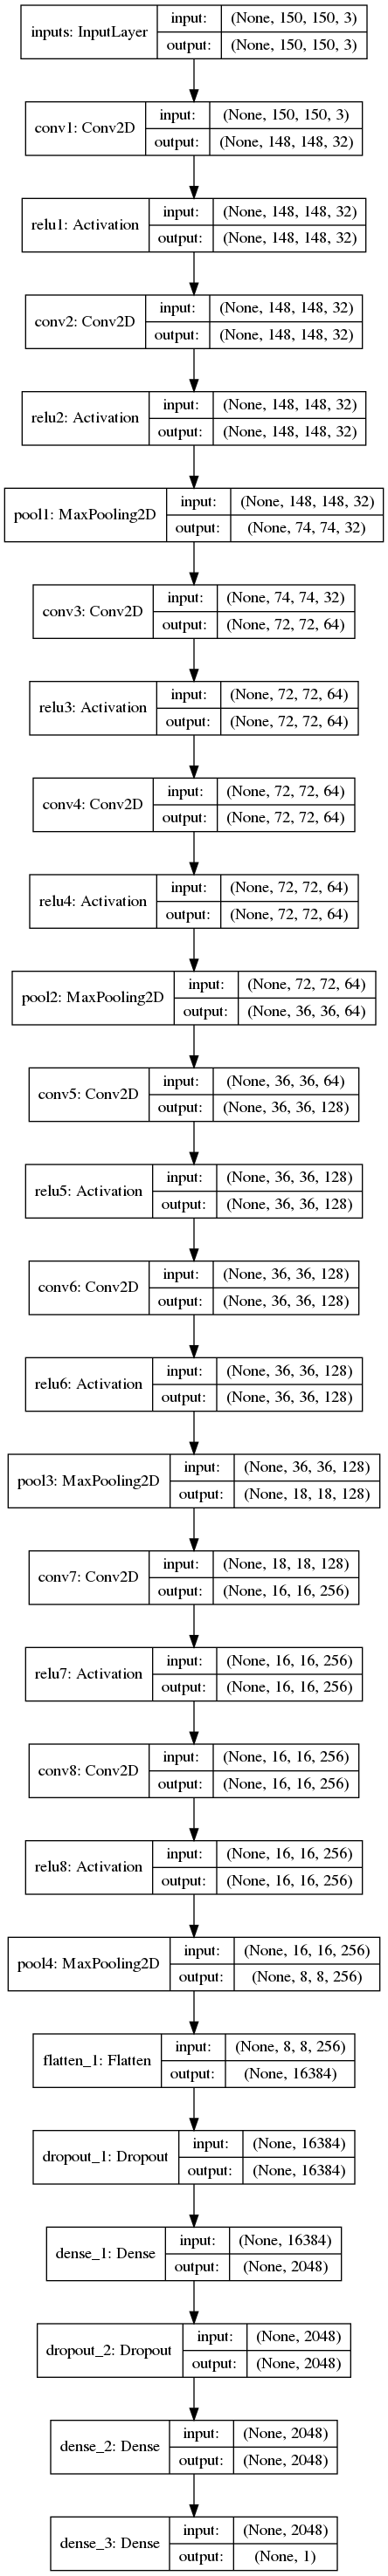 inputs: InputLayer
input: (None, 150, 150, 3)
output: (None, 150, 150, 3)
conv1: Conv2D
input: (None, 150, 150, 3)
output: (None, 148, 148, 32)
relu1: Activation
input: (None, 148, 148, 32)
output: (None, 148, 148, 32)
conv2: Conv2D
input: (None, 148, 148, 32)
output: (None, 148, 148, 32)
relu2: Activation
input: (None, 148, 148, 32)
output: (None, 148, 148, 32)
pool1: MaxPooling2D
input: (None, 148, 148, 32)
output: (None, 74, 74, 32)
conv3: Conv2D
input: (None, 74, 74, 32)
output: (None, 72, 72, 64)
relu3: Activation
input: (None, 72, 72, 64)
output: (None, 72, 72, 64)
conv4: Conv2D
input: (None, 72, 72, 64)
output: (None, 72, 72, 64)
relu4: Activation
input: (None, 72, 72, 64)
output: (None, 72, 72, 64)
pool2: MaxPooling2D
input: (None, 72, 72, 64)
output: (None, 36, 36, 64)
conv5: Conv2D
input: (None, 36, 36, 64)
output: (None, 36, 36, 128)
relu5: Activation
input: (None, 36, 36, 128)
output: (None, 36, 36, 128)
conv6: Conv2D
input: (None, 36, 36, 128)
output: (None, 36, 36, 128)
relu6: Activation
input: (None, 36, 36, 128)
output: (None, 36, 36, 128)
pool3: MaxPooling2D
input: (None, 36, 36, 128)
output: (None, 18, 18, 128)
conv7: Conv2D
input: (None, 18, 18, 128)
output: (None, 16, 16, 256)
relu7: Activation
input: (None, 16, 16, 256)
output: (None, 16, 16, 256)
conv8: Conv2D
input: (None, 16, 16, 256)
output: (None, 16, 16, 256)
relu8: Activation
input: (None, 16, 16, 256)
output: (None, 16, 16, 256)
pool4: MaxPooling2D
input: (None, 16, 16, 256)
output: (None, 8, 8, 256)
flatten_1: Flatten
input: (None, 8, 8, 256)
output: (None, 16384)
dropout_1: Dropout
input: (None, 16384)
output: (None, 16384)
dense_1: Dense
input: (None, 16384)
output: (None, 2048)
dropout_2: Dropout
input: (None, 2048)
output: (None, 2048)
dense_2: Dense
input: (None, 2048)
output: (None, 2048)
dense_3: Dense
input: (None, 2048)
output: (None, 1)